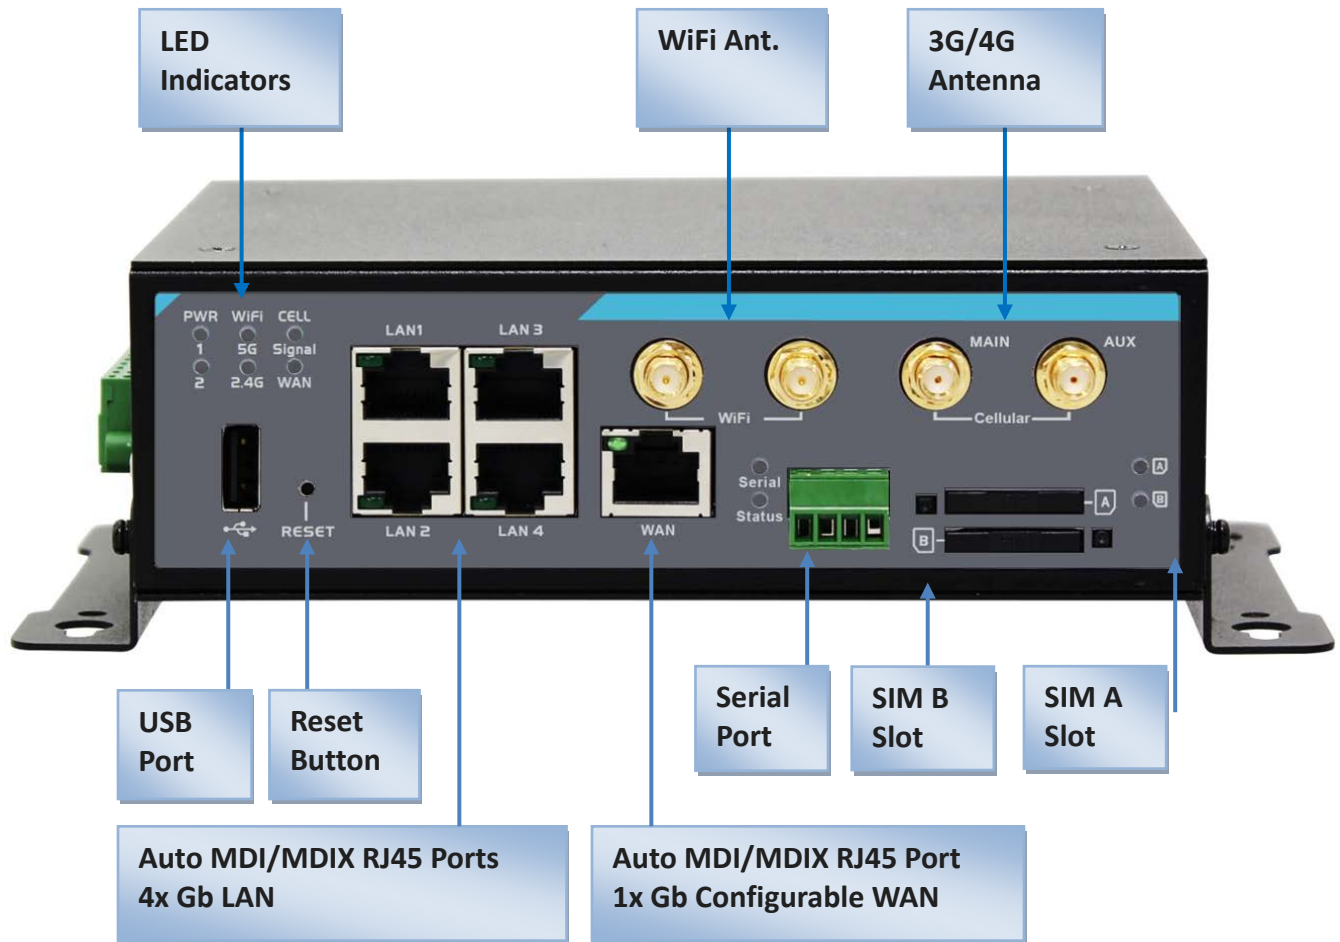 LED
Indicators
WiFi Ant.
3G/4G
Antenna
PWR WiFi CELL
1 5G Signal
2 2.4G WAN
LAN1
LAN 3
LAN 2
LAN 4
RESET
WiFi
MAIN
AUX
Cellular
WAN
Serial
Status
A
B
A
B
USB
Port
Reset
Button
Serial
Port
SIM B
Slot
SIM A
Slot
Auto MDI/MDIX RJ45 Ports
4x Gb LAN
Auto MDI/MDIX RJ45 Port
1x Gb Configurable WAN